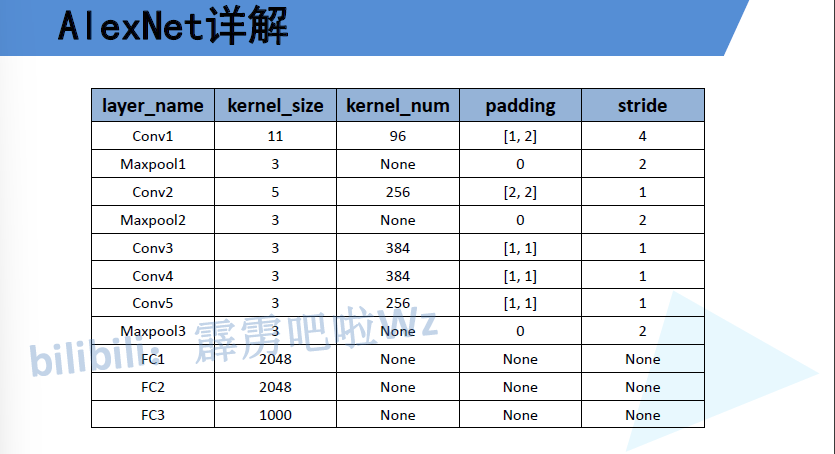 AlexNet详解
layer_name kernel_size kernel_num padding stride
Conv1 11 96 [1, 2] 4
Maxpool1 3 None 0 2
Conv2 5 256 [2, 2] 1
Maxpool2 3 None 0 2
Conv3 3 384 [1, 1] 1
Conv4 3 384 [1, 1] 1
Conv5 3 256 [1, 1] 1
Maxpool3 3 None 0 2
FC1 2048 None None None
FC2 2048 None None None
FC3 1000 None None None
bilibili: 霹雳吧啦Wz